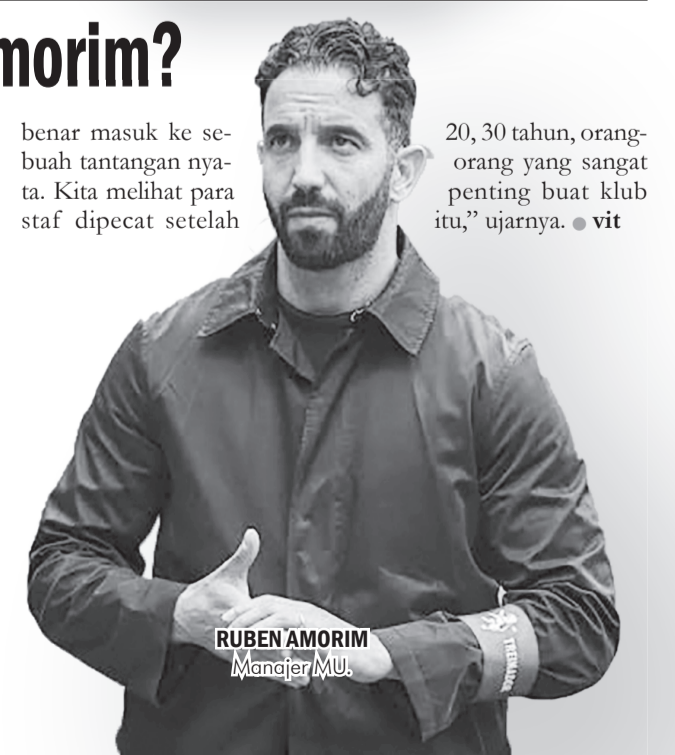 morim?
benar masuk ke se-
buah tantangan nya-
ta. Kita melihat para
staf dipecat setelah
20, 30 tahun, orang-
orang yang sangat
penting buat klub
itu,” ujarnya. ● vit
TREINADOR
RUBEN AMORIM
Manajer MU.